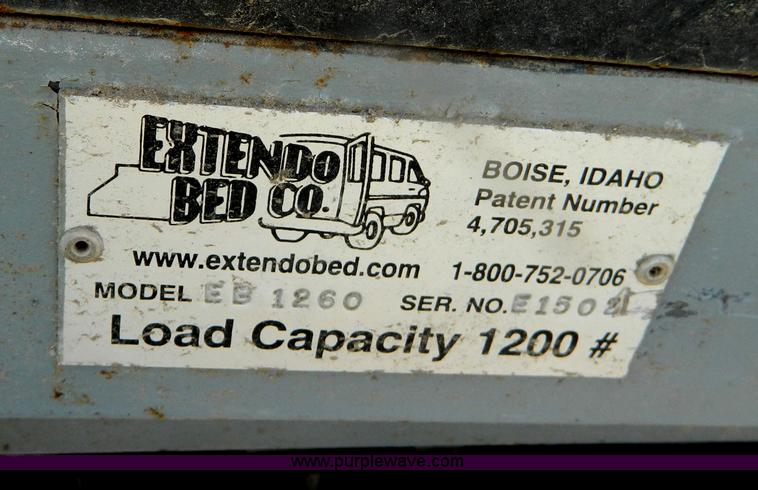 EXTENDO
BED CO.
BOISE, IDAHO
Patent Number
4,705,315
www.extendobed.com 1-800-752-0706
MODEL EB 1260 SER. NO.
Load Capacity 1200 #
www.purplewave.com